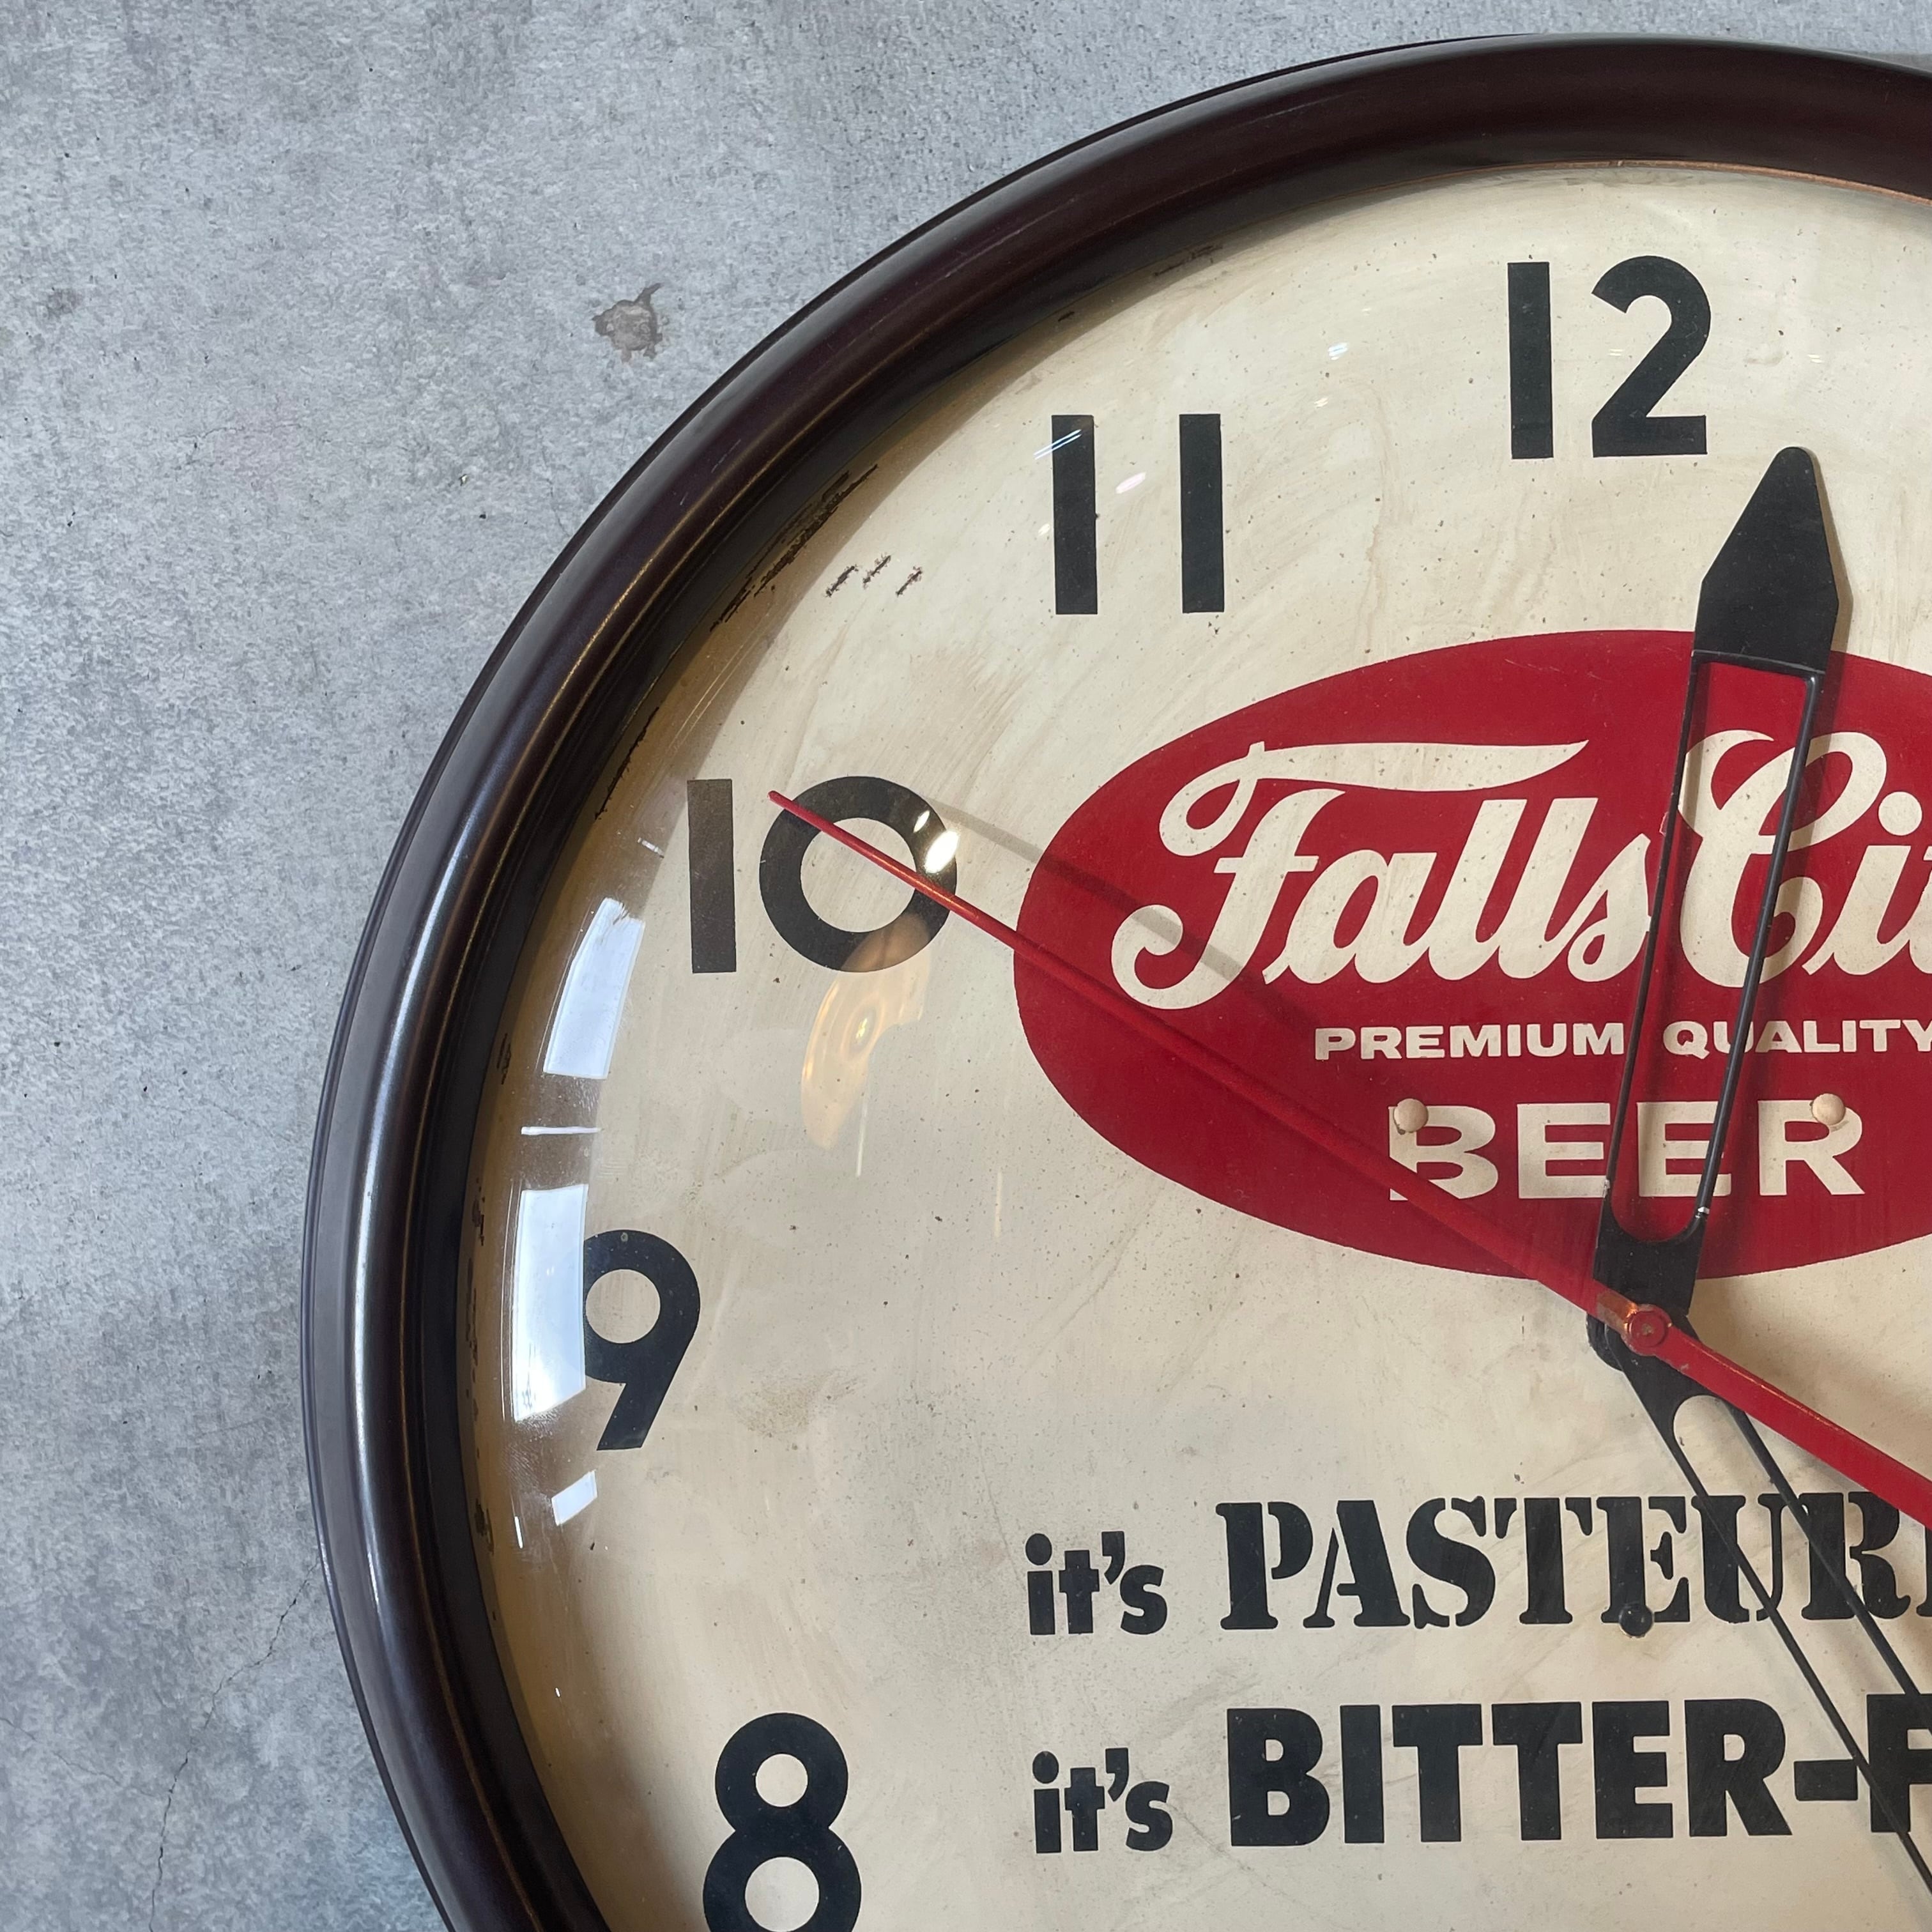 12
11
10
Falls Cit
PREMIUM QUALITY
BEER
9
it's PASTEUR
it's BITTER-F
8